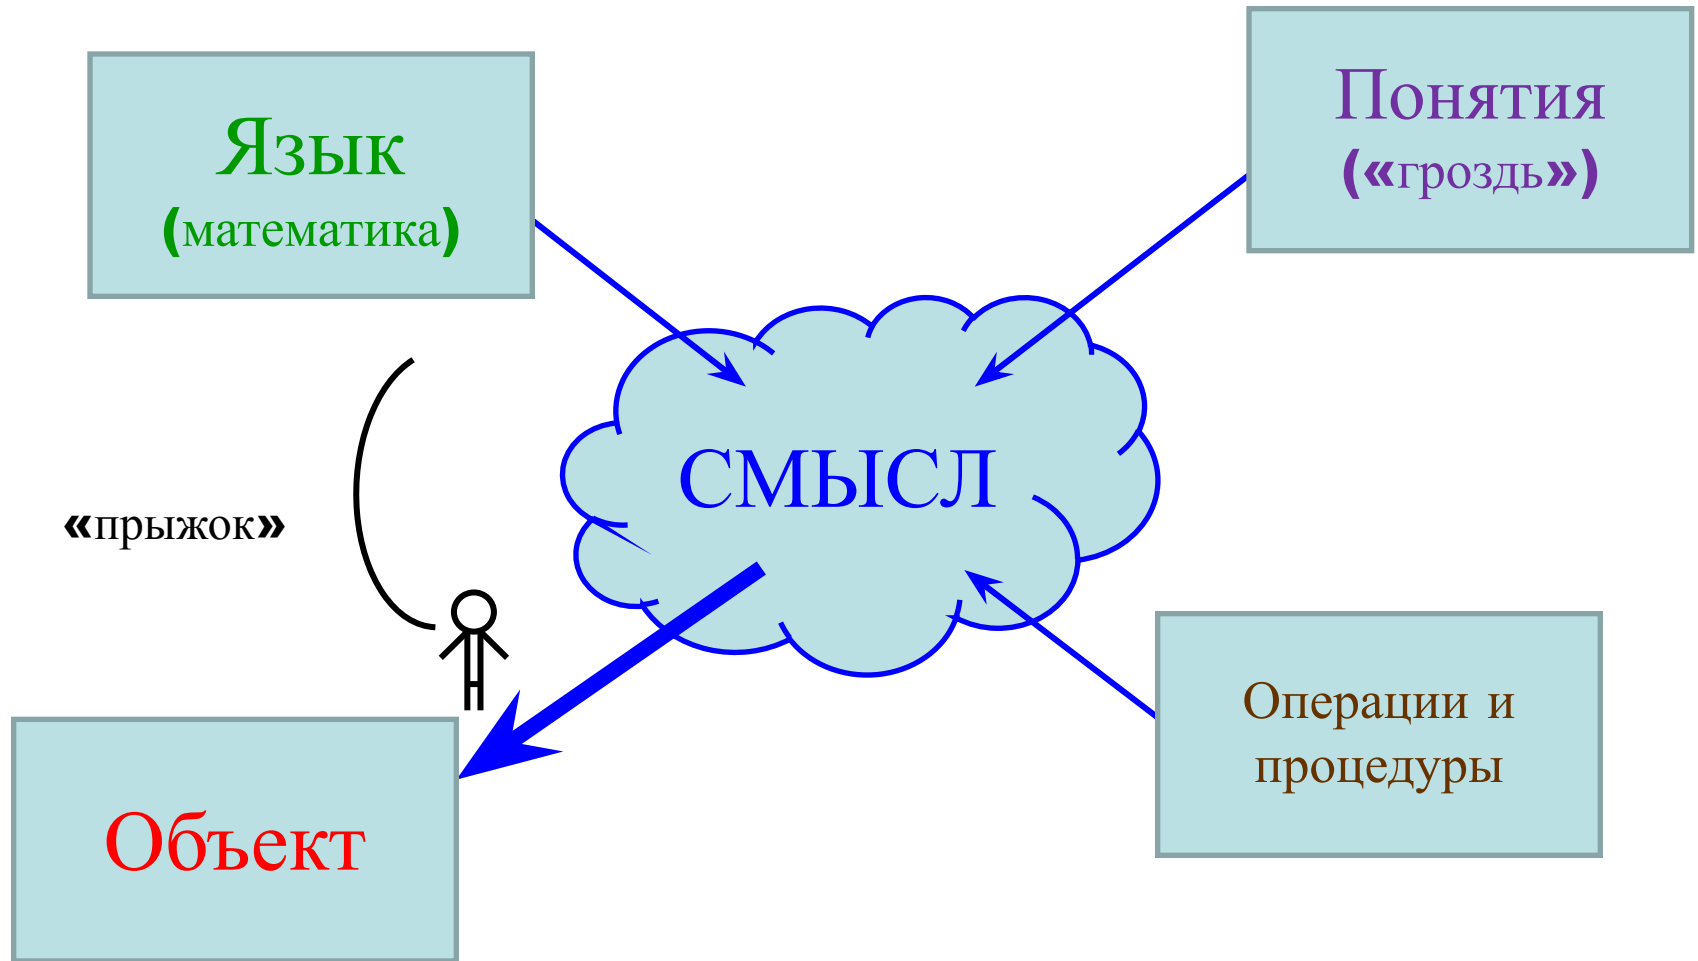 Язык
(математика)
Понятия
(«гроздь»)
СМЫСЛ
«прыжок»
Операции и
процедуры
Объект